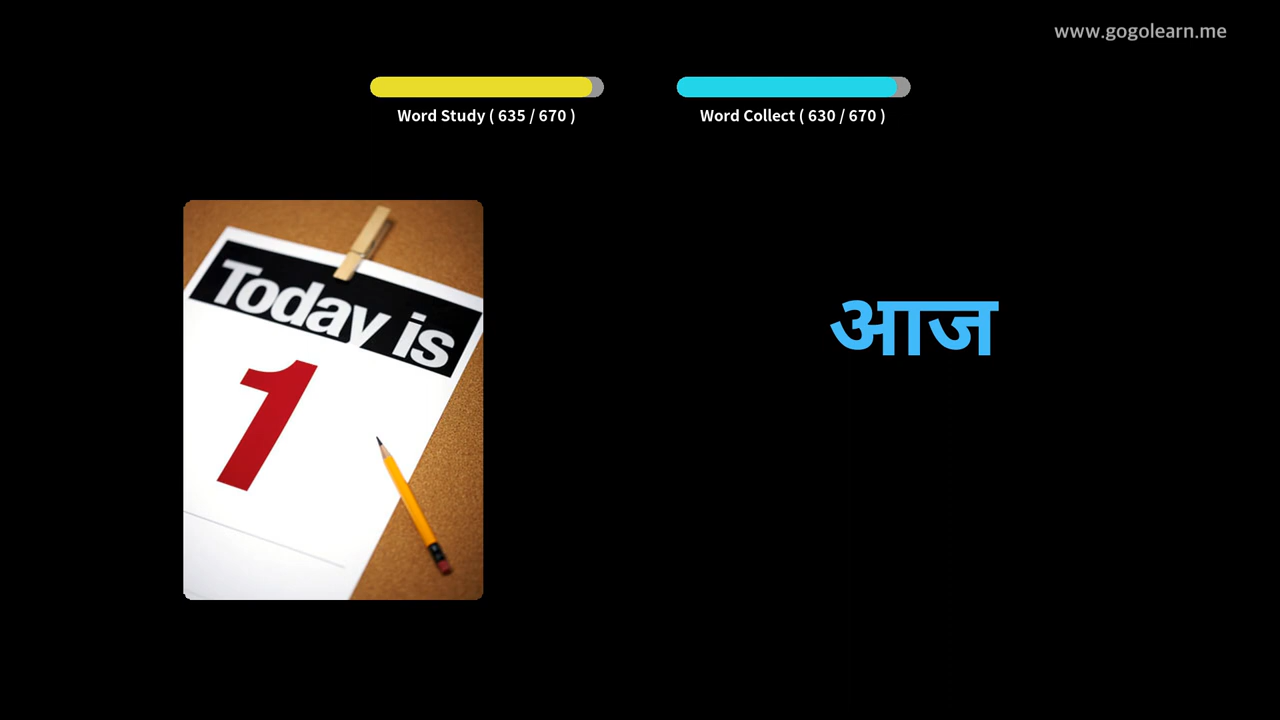 www.gogolearn.me
Word Study ( 635 / 670 )
Word Collect ( 630 / 670 )
Today is
1
आज